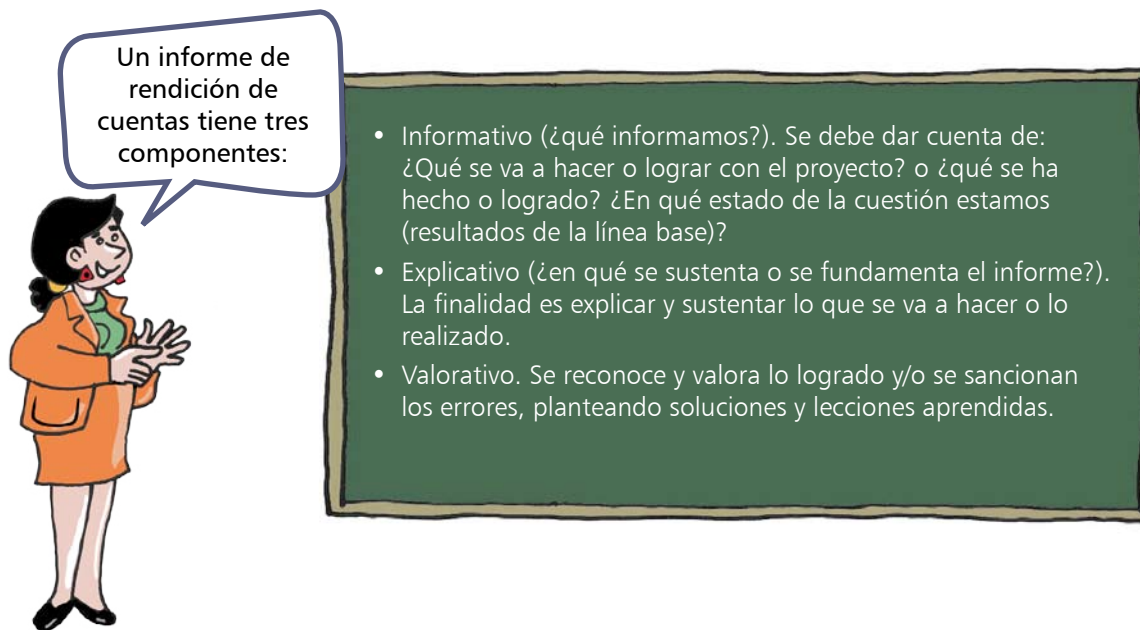 Un informe de
rendición de
cuentas tiene tres
componentes:
• Informativo (¿qué informamos?). Se debe dar cuenta de:
¿Qué se va a hacer o lograr con el proyecto? o ¿qué se ha
hecho o logrado? ¿En qué estado de la cuestión estamos
(resultados de la línea base)?
• Explicativo (¿en qué se sustenta o se fundamenta el informe?).
La finalidad es explicar y sustentar lo que se va a hacer o lo
realizado.
• Valorativo. Se reconoce y valora lo logrado y/o se sancionan
los errores, planteando soluciones y lecciones aprendidas.